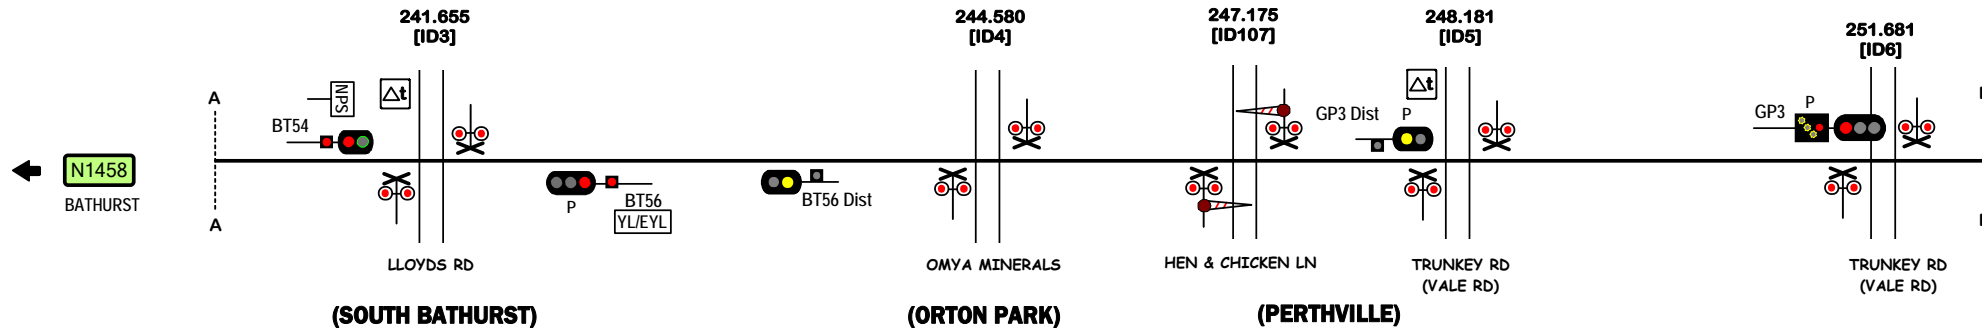 241.655
[ID3]
244.580
[ID4]
247.175
[ID107]
248.181
[ID5]
251.681
[ID6]
A
NPS
Δt
BT54
Δt
GP3 Dist
P
GP3
P
N1458
BATHURST
A
P
BT56
YL/EYL
BT56 Dist
LLOYDS RD
OMYA MINERALS
HEN & CHICKEN LN
TRUNKEY RD
(VALE RD)
TRUNKEY RD
(VALE RD)
(SOUTH BATHURST)
(ORTON PARK)
(PERTHVILLE)